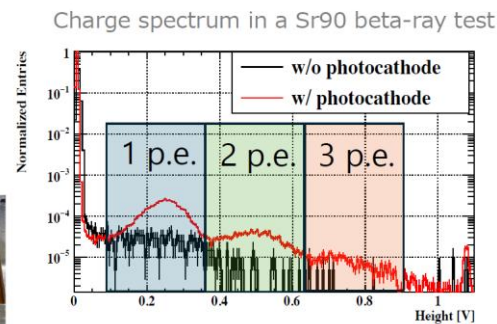 Charge spectrum in a Sr90 beta-ray test
Normalized Entries
1
10⁻¹
10⁻²
10⁻³
10⁻⁴
10⁻⁵
w/o photocathode
w/ photocathode
1 p.e. 2 p.e. 3 p.e.
0 0.2 0.4 0.6 0.8 1
Height [V]